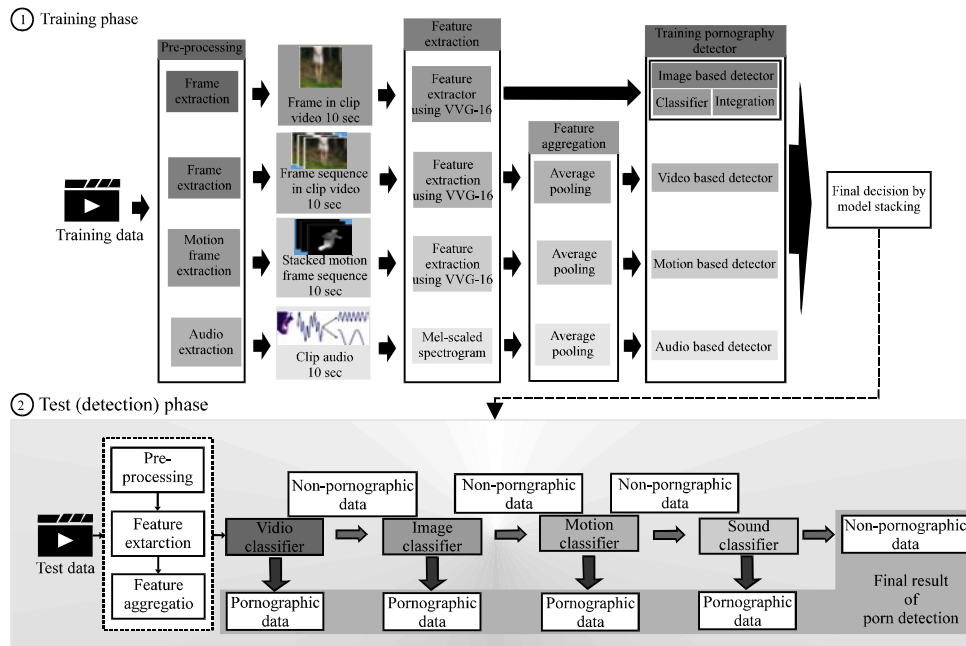 1 Training phase
Pre-processing
Frame
extraction
Frame
extraction
Motion
frame
extraction
Audio
extraction
Training data
Frame in clip
video 10 sec
Frame sequence
in clip video
10 sec
Stacked motion
frame sequence
10 sec
Clip audio
10 sec
Feature
extraction
Feature
extractor
using VVG-16
Feature
extraction
using VVG-16
Feature
extraction
using VVG-16
Mel-scaled
spectrogram
Feature
aggregation
Average
pooling
Average
pooling
Average
pooling
Training pornography
detector
Image based detector
Classifier
Integration
Video based detector
Motion based detector
Audio based detector
Final decision by
model stacking
2 Test (detection) phase
Test data
Pre-
processing
Feature
extarction
Feature
aggregatio
Vidio
classifier
Non-pornographic
data
Image
classifier
Non-pornographic
data
Motion
classifier
Non-pornographic
data
Sound
classifier
Non-pornographic
data
Pornographic
data
Pornographic
data
Pornographic
data
Pornographic
data
Final result
of
porn detection